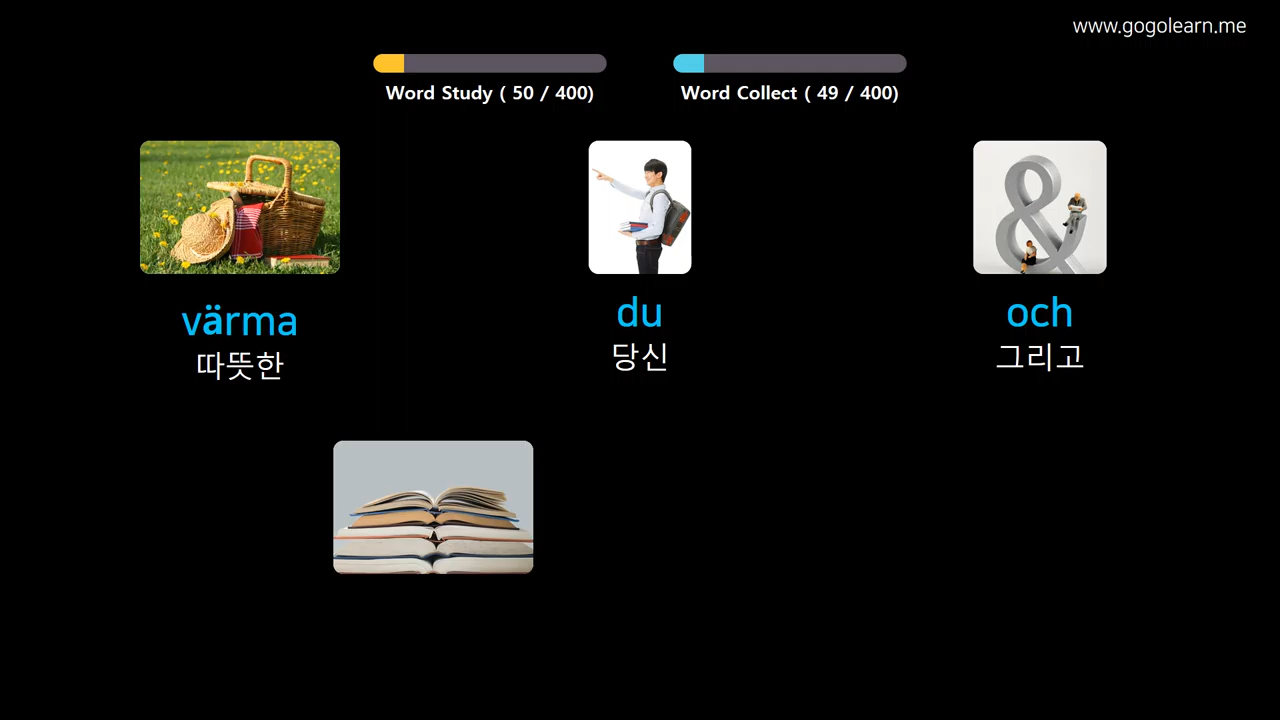 www.gogolearn.me
Word Study ( 50 / 400)
Word Collect ( 49 / 400)
värma
따뜻한
du
당신
och
그리고